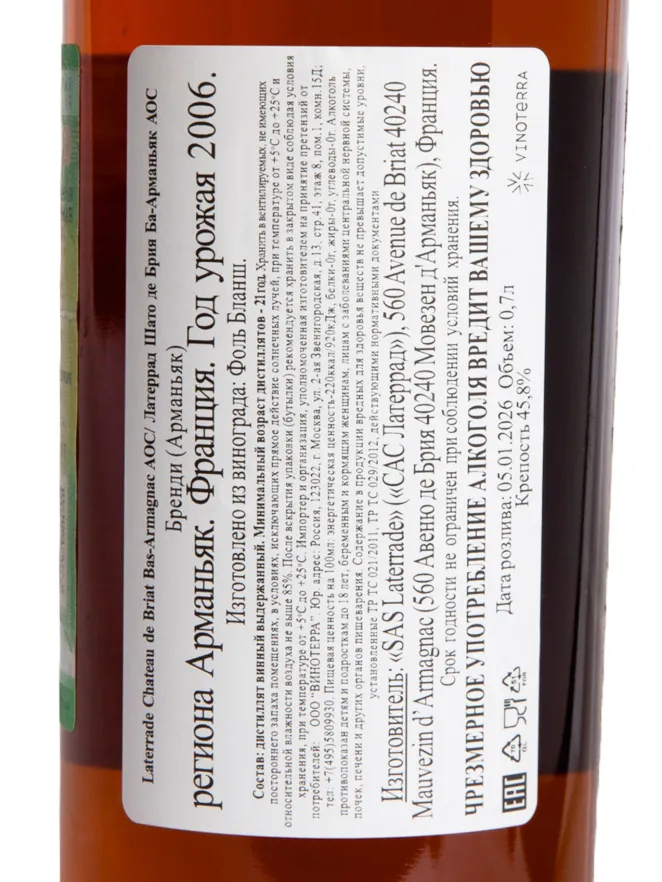 Laterrade Chateau de Briat Bas-Armagnac AOC/ Латеррад Шато де Брия Ба-Арманьяк АОС
Бренди (Арманьяк)
региона Арманьяк. Франция. Год урожая 2006.
Изготовлено из винограда: Фоль Бланш.
Состав: дистиллят винный выдержанный. Минимальный возраст дистиллятов - 21год. Хранить в вентилируемых, не имеющих
постороннего запаха помещениях, в условиях, исключающих прямое действие солнечных лучей, при температуре от +5°С до +25°С и
относительной влажности воздуха не выше 85%. После вскрытия упаковки (бутылки) рекомендуется хранить в закрытом виде соблюдая условия
хранения, при температуре от +5°С до +25°С. Импортер и организация, уполномоченная изготовителем на принятие претензий от
потребителей: ООО "ВИНОТЕРРА" Юр. адрес: Россия, 123022, г. Москва, ул. 2-ая Звенигородская, д.13, стр.41, этаж 8, пом.1, комн.15Д;
тел: +7(495)5809930. Пищевая ценность на 100мл: энергетическая ценность-220ккал/920кДж, белки-0г, жиры-0г, углеводы-0г. Алкоголь
противопоказан детям и подросткам до 18 лет, беременным и кормящим женщинам, лицам с заболеваниями центральной нервной системы,
почек, печени и других органов пищеварения. Содержание в продукции вредных для здоровья веществ не превышает допустимые уровни,
установленные ТР ТС 021/2011, ТР ТС 029/2012, действующими нормативными документами
Изготовитель: «SAS Laterrade» («САС Латеррад»), 560 Avenue de Briat 40240
Mauvezin d'Armagnac (560 Авеню де Брия 40240 Мовезен д'Арманьяк), Франция.
Срок годности не ограничен при соблюдении условий хранения.
ЧРЕЗМЕРНОЕ УПОТРЕБЛЕНИЕ АЛКОГОЛЯ ВРЕДИТ ВАШЕМУ ЗДОРОВЬЮ
Дата розлива: 05.01.2026 Объем: 0,7л
Крепость 45,8%
EAC
VINOTERRA